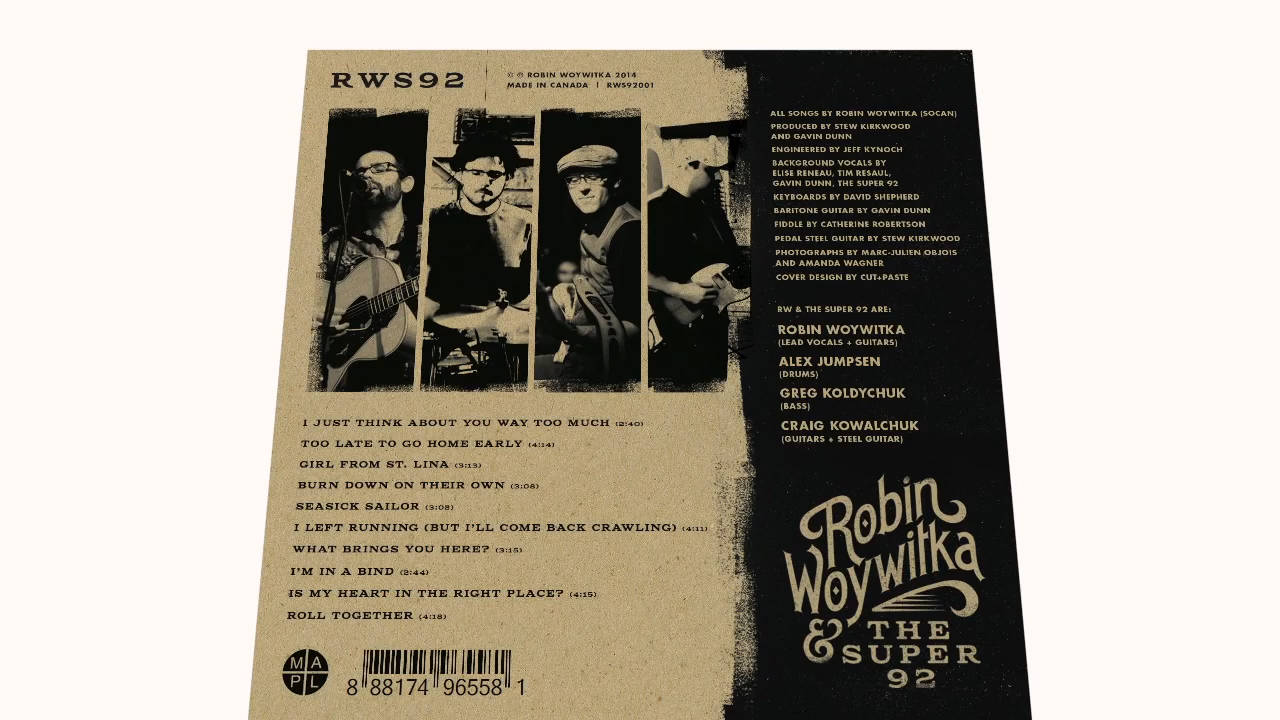 RWS92
© ℗ ROBIN WOYWITKA 2014
MADE IN CANADA | RWS92001
I JUST THINK ABOUT YOU WAY TOO MUCH (2:40)
TOO LATE TO GO HOME EARLY (4:14)
GIRL FROM ST. LINA (3:13)
BURN DOWN ON THEIR OWN (3:08)
SEASICK SAILOR (3:08)
I LEFT RUNNING (BUT I'LL COME BACK CRAWLING) (4:11)
WHAT BRINGS YOU HERE? (3:15)
I'M IN A BIND (2:44)
IS MY HEART IN THE RIGHT PLACE? (4:15)
ROLL TOGETHER (4:18)
MA
PL
8 88174 96558 1
ALL SONGS BY ROBIN WOYWITKA (SOCAN)
PRODUCED BY STEW KIRKWOOD
AND GAVIN DUNN
ENGINEERED BY JEFF KYNOCH
BACKGROUND VOCALS BY
ELISE RENEAU, TIM RESAUL,
GAVIN DUNN, THE SUPER 92
KEYBOARDS BY DAVID SHEPHERD
BARITONE GUITAR BY GAVIN DUNN
FIDDLE BY CATHERINE ROBERTSON
PEDAL STEEL GUITAR BY STEW KIRKWOOD
PHOTOGRAPHS BY MARC-JULIEN OBJOIS
AND AMANDA WAGNER
COVER DESIGN BY CUT+PASTE
RW & THE SUPER 92 ARE:
ROBIN WOYWITKA
(LEAD VOCALS + GUITARS)
ALEX JUMPSEN
(DRUMS)
GREG KOLDYCHUK
(BASS)
CRAIG KOWALCHUK
(GUITARS + STEEL GUITAR)
Robin
Woywitka
& THE
SUPER
92